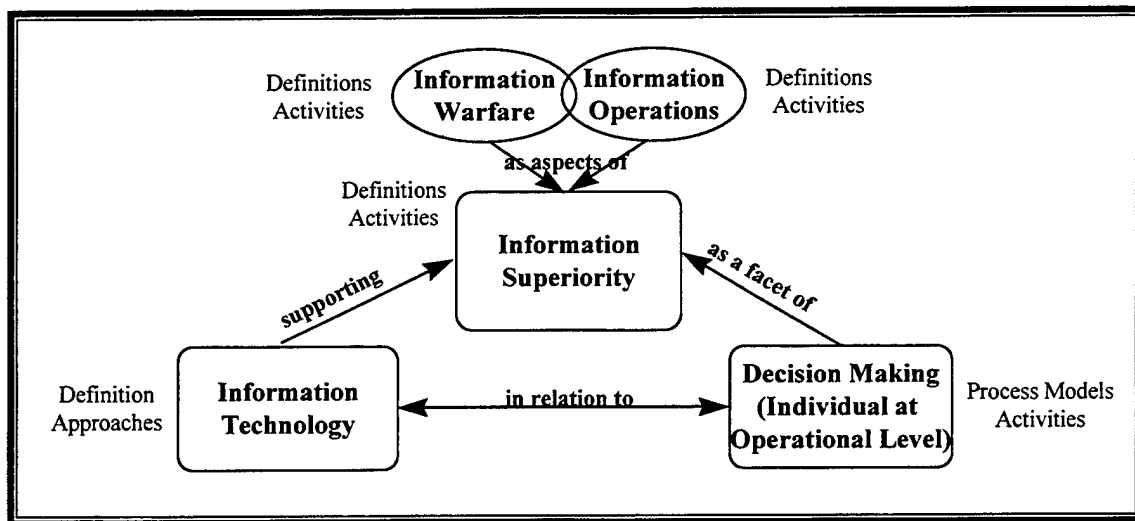 Definitions
Activities
Information
Warfare
Information
Operations
Definitions
Activities
as aspects of
Definitions
Activities
Information
Superiority
supporting
as a facet of
Definition
Approaches
Information
Technology
in relation to
Decision Making
(Individual at
Operational Level)
Process Models
Activities